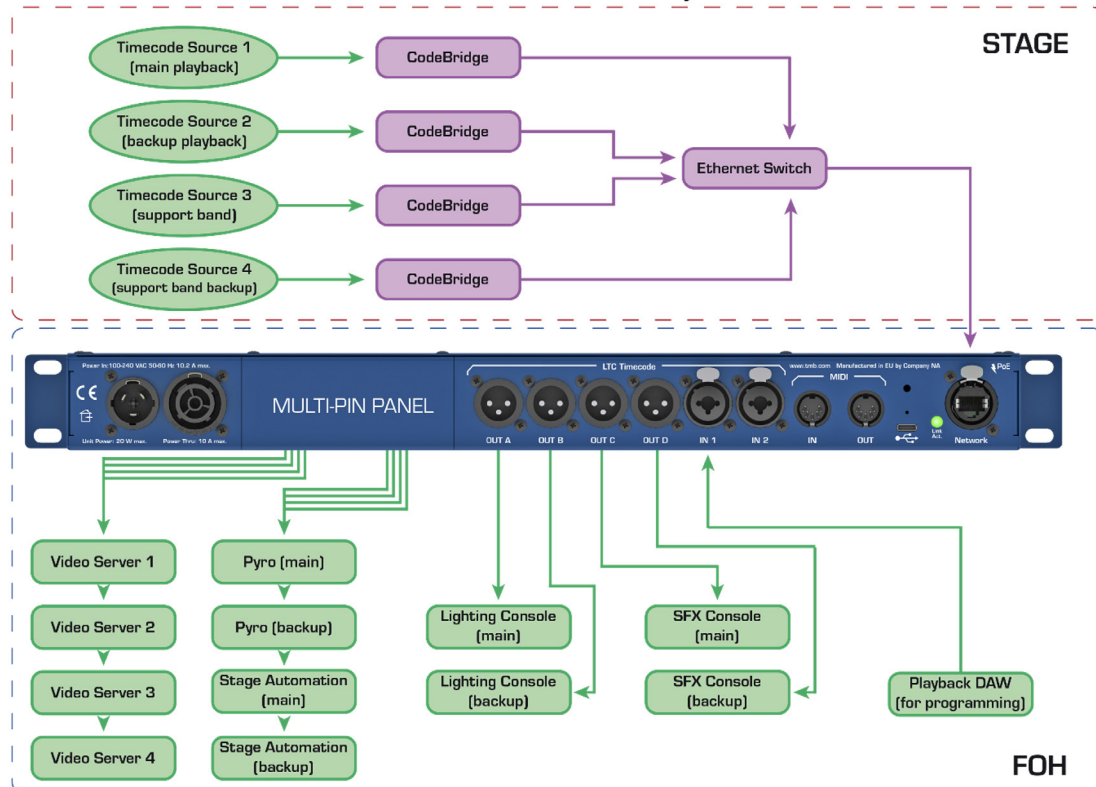 STAGE
Timecode Source 1
(main playback)
CodeBridge
Timecode Source 2
(backup playback)
CodeBridge
Ethernet Switch
Timecode Source 3
(support band)
CodeBridge
Timecode Source 4
(support band backup)
CodeBridge
Power In:100-240 VAC 50-60 Hz 10.2 A max.
LTC Timecode
www.tmb.com Manufactured in EU by Company NA
PoE
MIDI
CE
MULTI-PIN PANEL
Unit Power: 20 W max.
Power Thru: 10 A max.
OUT A
OUT B
OUT C
OUT D
IN 1
IN 2
IN
OUT
Link
Act.
Network
Video Server 1
Video Server 2
Video Server 3
Video Server 4
Pyro (main)
Pyro (backup)
Stage Automation
(main)
Stage Automation
(backup)
Lighting Console
(main)
Lighting Console
(backup)
SFX Console
(main)
SFX Console
(backup)
Playback DAW
(for programming)
FOH